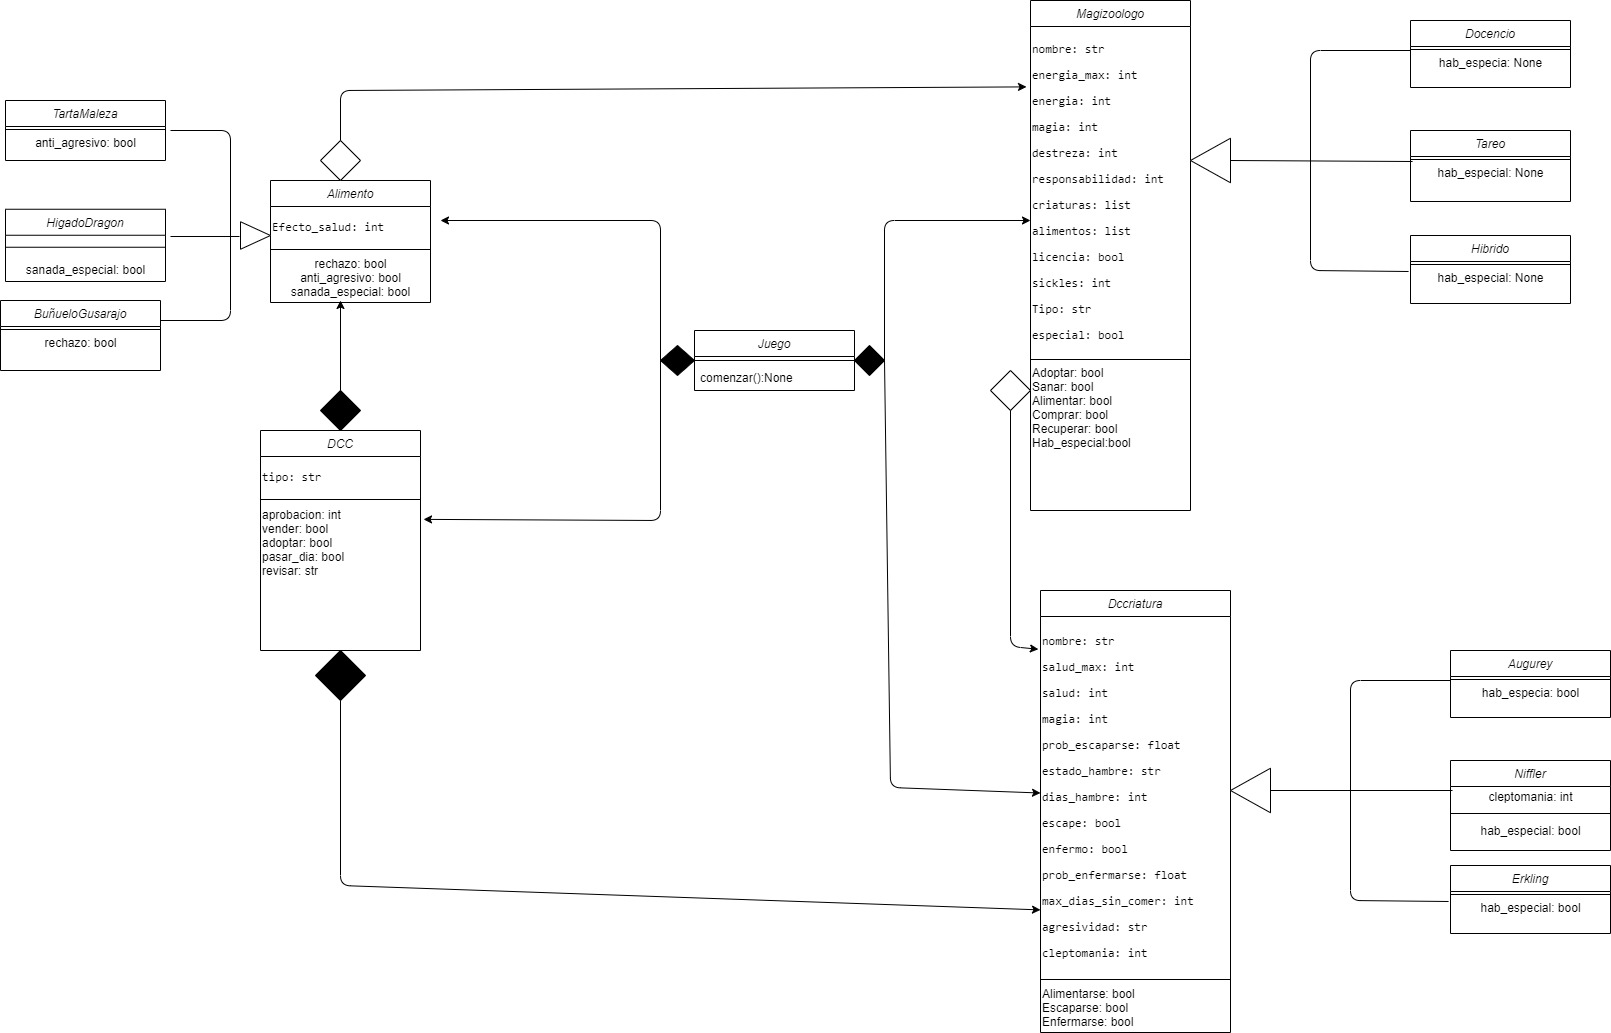 TartaMaleza
anti_agresivo: bool
HigadoDragon
sanada_especial: bool
BuñueloGusarajo
rechazo: bool
Alimento
Efecto_salud: int
rechazo: bool
anti_agresivo: bool
sanada_especial: bool
DCC
tipo: str
aprobacion: int
vender: bool
adoptar: bool
pasar_dia: bool
revisar: str
Juego
comenzar():None
Magizoologo
nombre: str
energia_max: int
energia: int
magia: int
destreza: int
responsabilidad: int
criaturas: list
alimentos: list
licencia: bool
sickles: int
Tipo: str
especial: bool
Adoptar: bool
Sanar: bool
Alimentar: bool
Comprar: bool
Recuperar: bool
Hab_especial:bool
Docencio
hab_especia: None
Tareo
hab_especial: None
Hibrido
hab_especial: None
Dccriatura
nombre: str
salud_max: int
salud: int
magia: int
prob_escaparse: float
estado_hambre: str
dias_hambre: int
escape: bool
enfermo: bool
prob_enfermarse: float
max_dias_sin_comer: int
agresividad: str
cleptomania: int
Alimentarse: bool
Escaparse: bool
Enfermarse: bool
Augurey
hab_especia: bool
Niffler
cleptomania: int
hab_especial: bool
Erkling
hab_especial: bool